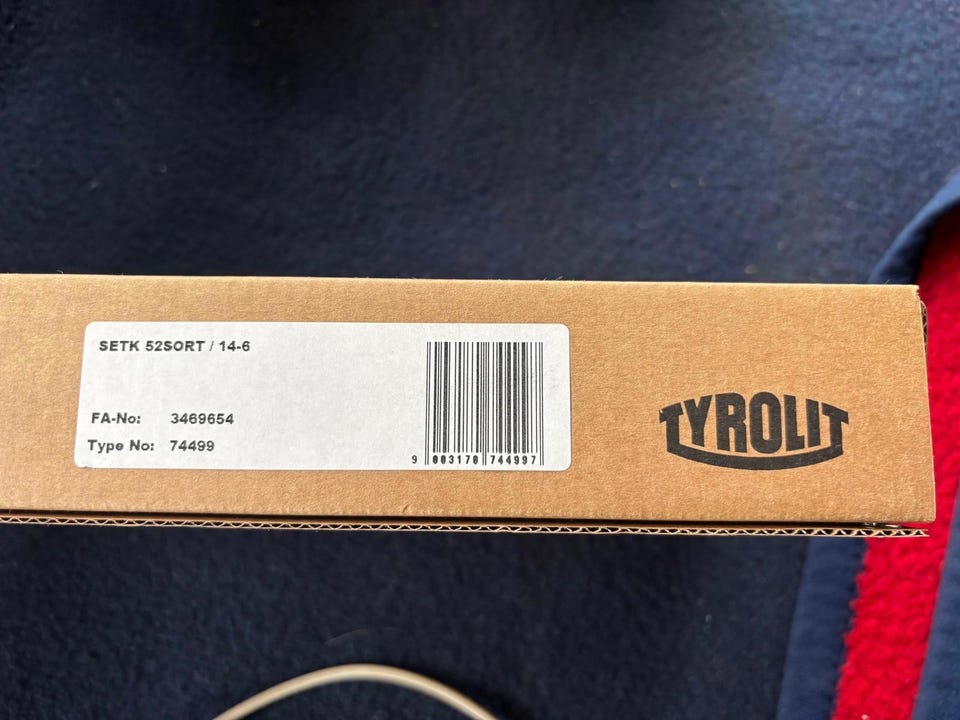 SETK 52SORT / 14-6
FA-No: 3469654
Type No: 74499
9 003170 744997
TYROLIT